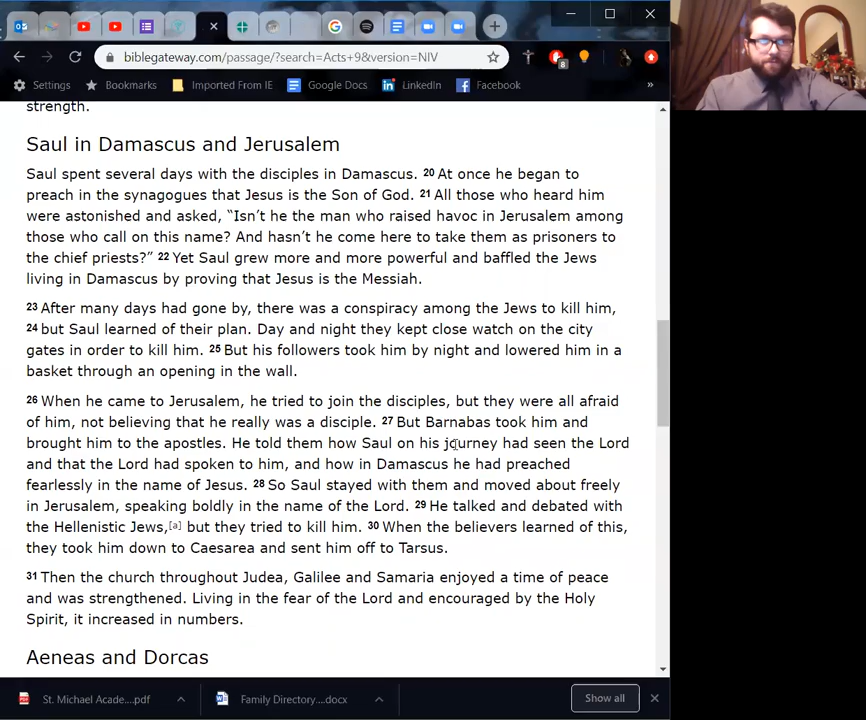 biblegateway.com/passage/?search=Acts+9&version=NIV
8
Settings
Bookmarks
Imported From IE
Google Docs
LinkedIn
Facebook
»
strength.
Saul in Damascus and Jerusalem
Saul spent several days with the disciples in Damascus. 20 At once he began to
preach in the synagogues that Jesus is the Son of God. 21 All those who heard him
were astonished and asked, “Isn’t he the man who raised havoc in Jerusalem among
those who call on this name? And hasn’t he come here to take them as prisoners to
the chief priests?” 22 Yet Saul grew more and more powerful and baffled the Jews
living in Damascus by proving that Jesus is the Messiah.
23 After many days had gone by, there was a conspiracy among the Jews to kill him,
24 but Saul learned of their plan. Day and night they kept close watch on the city
gates in order to kill him. 25 But his followers took him by night and lowered him in a
basket through an opening in the wall.
26 When he came to Jerusalem, he tried to join the disciples, but they were all afraid
of him, not believing that he really was a disciple. 27 But Barnabas took him and
brought him to the apostles. He told them how Saul on his journey had seen the Lord
and that the Lord had spoken to him, and how in Damascus he had preached
fearlessly in the name of Jesus. 28 So Saul stayed with them and moved about freely
in Jerusalem, speaking boldly in the name of the Lord. 29 He talked and debated with
the Hellenistic Jews,[a] but they tried to kill him. 30 When the believers learned of this,
they took him down to Caesarea and sent him off to Tarsus.
31 Then the church throughout Judea, Galilee and Samaria enjoyed a time of peace
and was strengthened. Living in the fear of the Lord and encouraged by the Holy
Spirit, it increased in numbers.
Aeneas and Dorcas
St. Michael Acade....pdf
Family Directory....docx
Show all